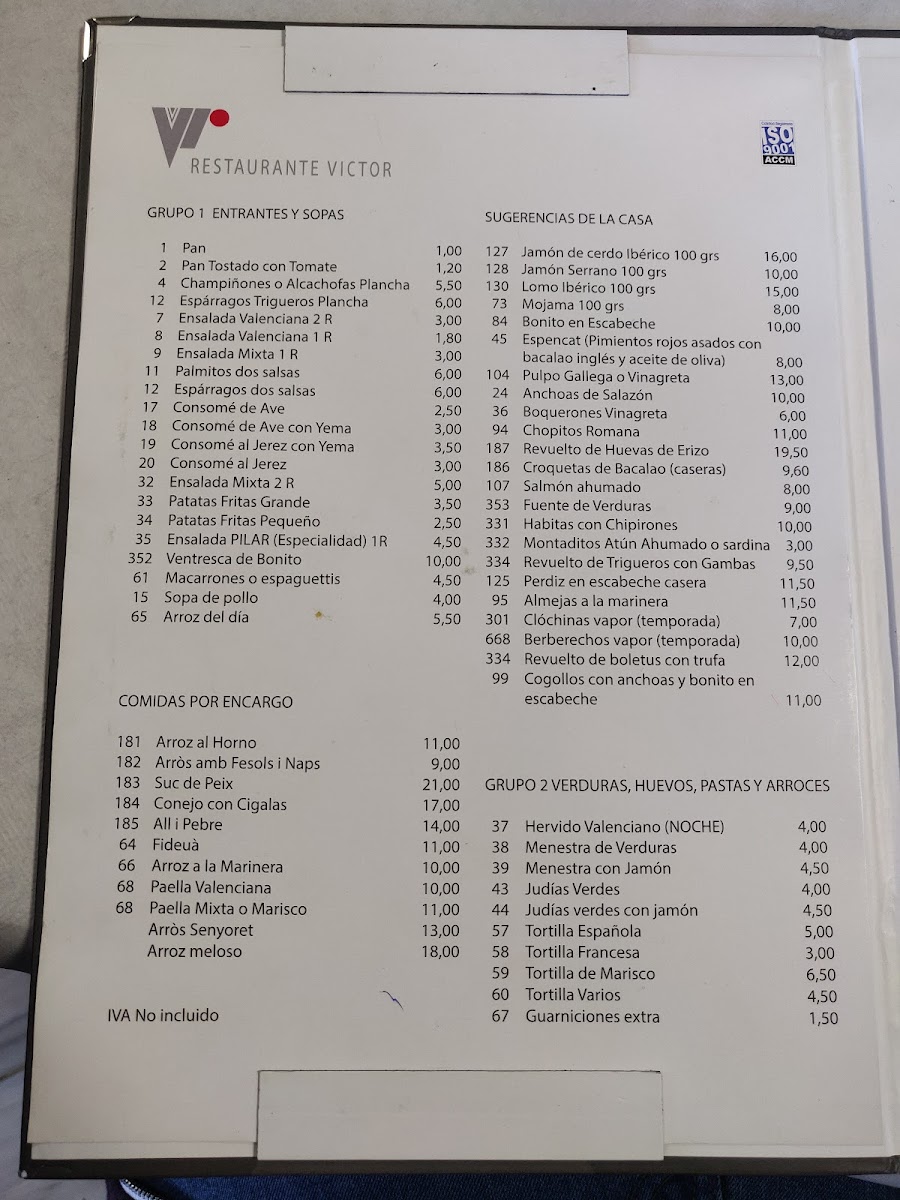 RESTAURANTE VICTOR
ISO
9001
ACCM
GRUPO 1 ENTRANTES Y SOPAS
1 Pan 1,00
2 Pan Tostado con Tomate 1,20
4 Champiñones o Alcachofas Plancha 5,50
12 Espárragos Trigueros Plancha 6,00
7 Ensalada Valenciana 2 R 3,00
8 Ensalada Valenciana 1 R 1,80
9 Ensalada Mixta 1 R 3,00
11 Palmitos dos salsas 6,00
12 Espárragos dos salsas 6,00
17 Consomé de Ave 2,50
18 Consomé de Ave con Yema 3,00
19 Consomé al Jerez con Yema 3,50
20 Consomé al Jerez 3,00
32 Ensalada Mixta 2 R 5,00
33 Patatas Fritas Grande 3,50
34 Patatas Fritas Pequeño 2,50
35 Ensalada PILAR (Especialidad) 1R 4,50
352 Ventresca de Bonito 10,00
61 Macarrones o espaguettis 4,50
15 Sopa de pollo 4,00
65 Arroz del día 5,50
COMIDAS POR ENCARGO
181 Arroz al Horno 11,00
182 Arròs amb Fesols i Naps 9,00
183 Suc de Peix 21,00
184 Conejo con Cigalas 17,00
185 All i Pebre 14,00
64 Fideuà 11,00
66 Arroz a la Marinera 10,00
68 Paella Valenciana 10,00
68 Paella Mixta o Marisco 11,00
Arròs Senyoret 13,00
Arroz meloso 18,00
IVA No incluido
SUGERENCIAS DE LA CASA
127 Jamón de cerdo Ibérico 100 grs 16,00
128 Jamón Serrano 100 grs 10,00
130 Lomo Ibérico 100 grs 15,00
73 Mojama 100 grs 8,00
84 Bonito en Escabeche 10,00
45 Espencat (Pimientos rojos asados con
bacalao inglés y aceite de oliva) 8,00
104 Pulpo Gallega o Vinagreta 13,00
24 Anchoas de Salazón 10,00
36 Boquerones Vinagreta 6,00
94 Chopitos Romana 11,00
187 Revuelto de Huevas de Erizo 19,50
186 Croquetas de Bacalao (caseras) 9,60
107 Salmón ahumado 8,00
353 Fuente de Verduras 9,00
331 Habitas con Chipirones 10,00
332 Montaditos Atún Ahumado o sardina 3,00
334 Revuelto de Trigueros con Gambas 9,50
125 Perdiz en escabeche casera 11,50
95 Almejas a la marinera 11,50
301 Clóchinas vapor (temporada) 7,00
668 Berberechos vapor (temporada) 10,00
334 Revuelto de boletus con trufa 12,00
99 Cogollos con anchoas y bonito en
escabeche 11,00
GRUPO 2 VERDURAS, HUEVOS, PASTAS Y ARROCES
37 Hervido Valenciano (NOCHE) 4,00
38 Menestra de Verduras 4,00
39 Menestra con Jamón 4,50
43 Judías Verdes 4,00
44 Judías verdes con jamón 4,50
57 Tortilla Española 5,00
58 Tortilla Francesa 3,00
59 Tortilla de Marisco 6,50
60 Tortilla Varios 4,50
67 Guarniciones extra 1,50